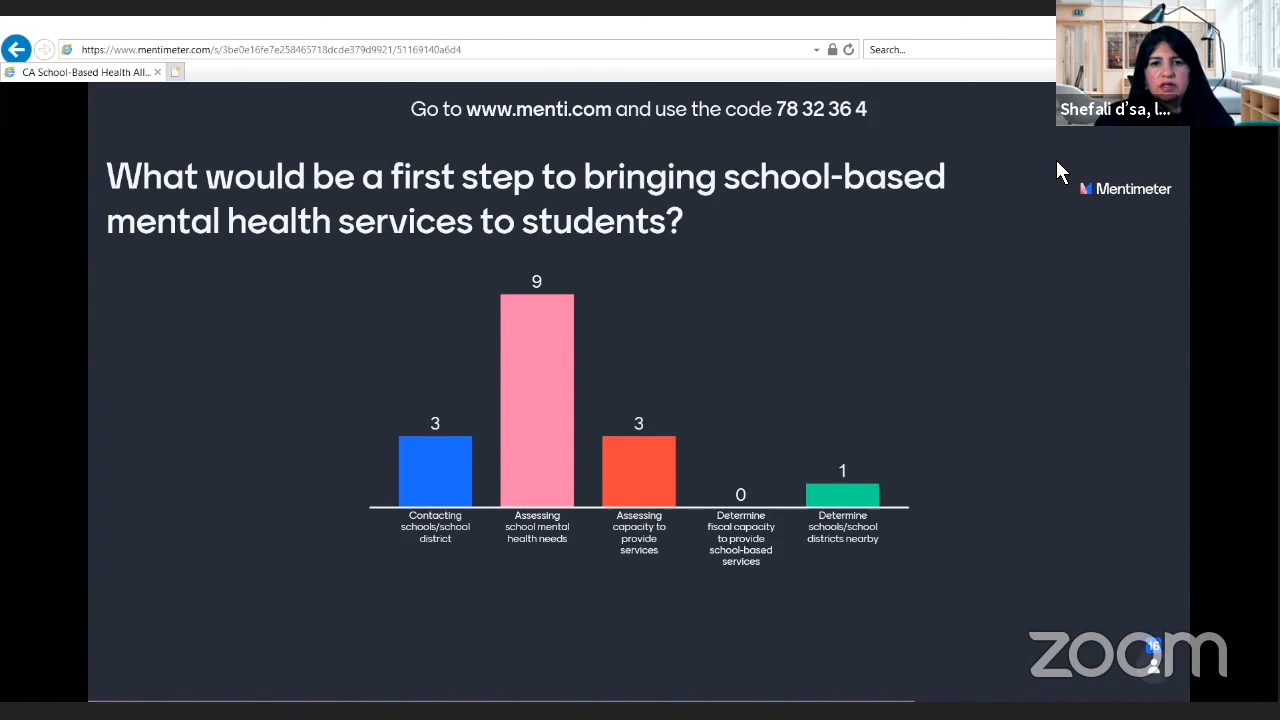 https://www.mentimeter.com/s/3be0e16fe7e258465718dcde379d9921/51169140a6d4
Search...
CA School-Based Health All...
Shefali d'sa, l...
Go to www.menti.com and use the code 78 32 36 4
What would be a first step to bringing school-based
mental health services to students?
Mentimeter
9
3
3
1
0
Contacting
schools/school
district
Assessing
school mental
health needs
Assessing
capacity to
provide
services
Determine
fiscal capacity
to provide
school-based
services
Determine
schools/school
districts nearby
16
zoom